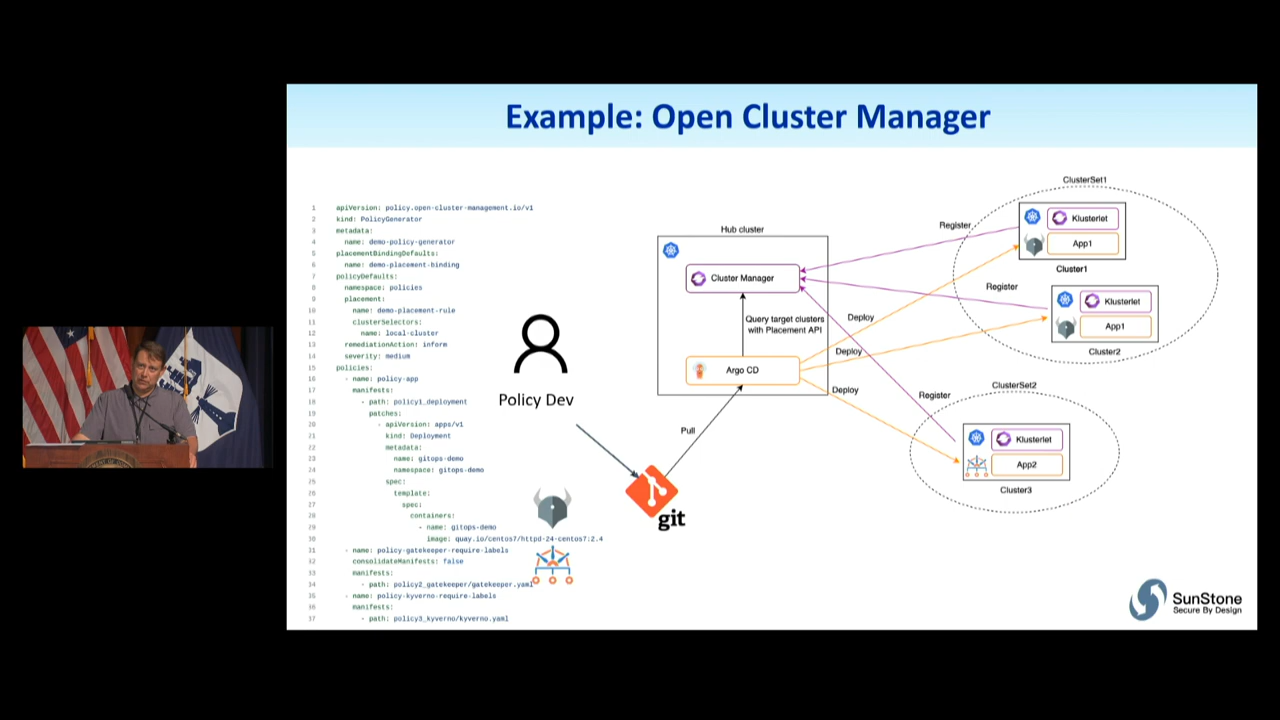 Example: Open Cluster Manager
1 apiVersion: policy.open-cluster-management.io/v1
2 kind: PolicyGenerator
3 metadata:
4 name: demo-policy-generator
5 placementBindingDefaults:
6 name: demo-placement-binding
7 policyDefaults:
8 namespace: policies
9 placement:
10 name: demo-placement-rule
11 clusterSelectors:
12 name: local-cluster
13 remediationAction: inform
14 severity: medium
15 policies:
16 - name: policy-app
17 manifests:
18 - path: policy1_deployment
19 patches:
20 - apiVersion: apps/v1
21 kind: Deployment
22 metadata:
23 name: gitops-demo
24 namespace: gitops-demo
25 spec:
26 template:
27 spec:
28 containers:
29 - name: gitops-demo
30 image: quay.io/centos7/httpd-24-centos7:2.4
31 - name: policy-gatekeeper-require-labels
32 consolidateManifests: false
33 manifests:
34 - path: policy2_gatekeeper/gatekeeper.yaml
35 - name: policy-kyverno-require-labels
36 manifests:
37 - path: policy3_kyverno/kyverno.yaml
Policy Dev
git
Pull
Hub cluster
Cluster Manager
Query target clusters
with Placement API
Argo CD
Register
Register
Register
Deploy
Deploy
Deploy
ClusterSet1
Klusterlet
App1
Cluster1
Klusterlet
App1
Cluster2
ClusterSet2
Klusterlet
App2
Cluster3
SunStone
Secure By Design